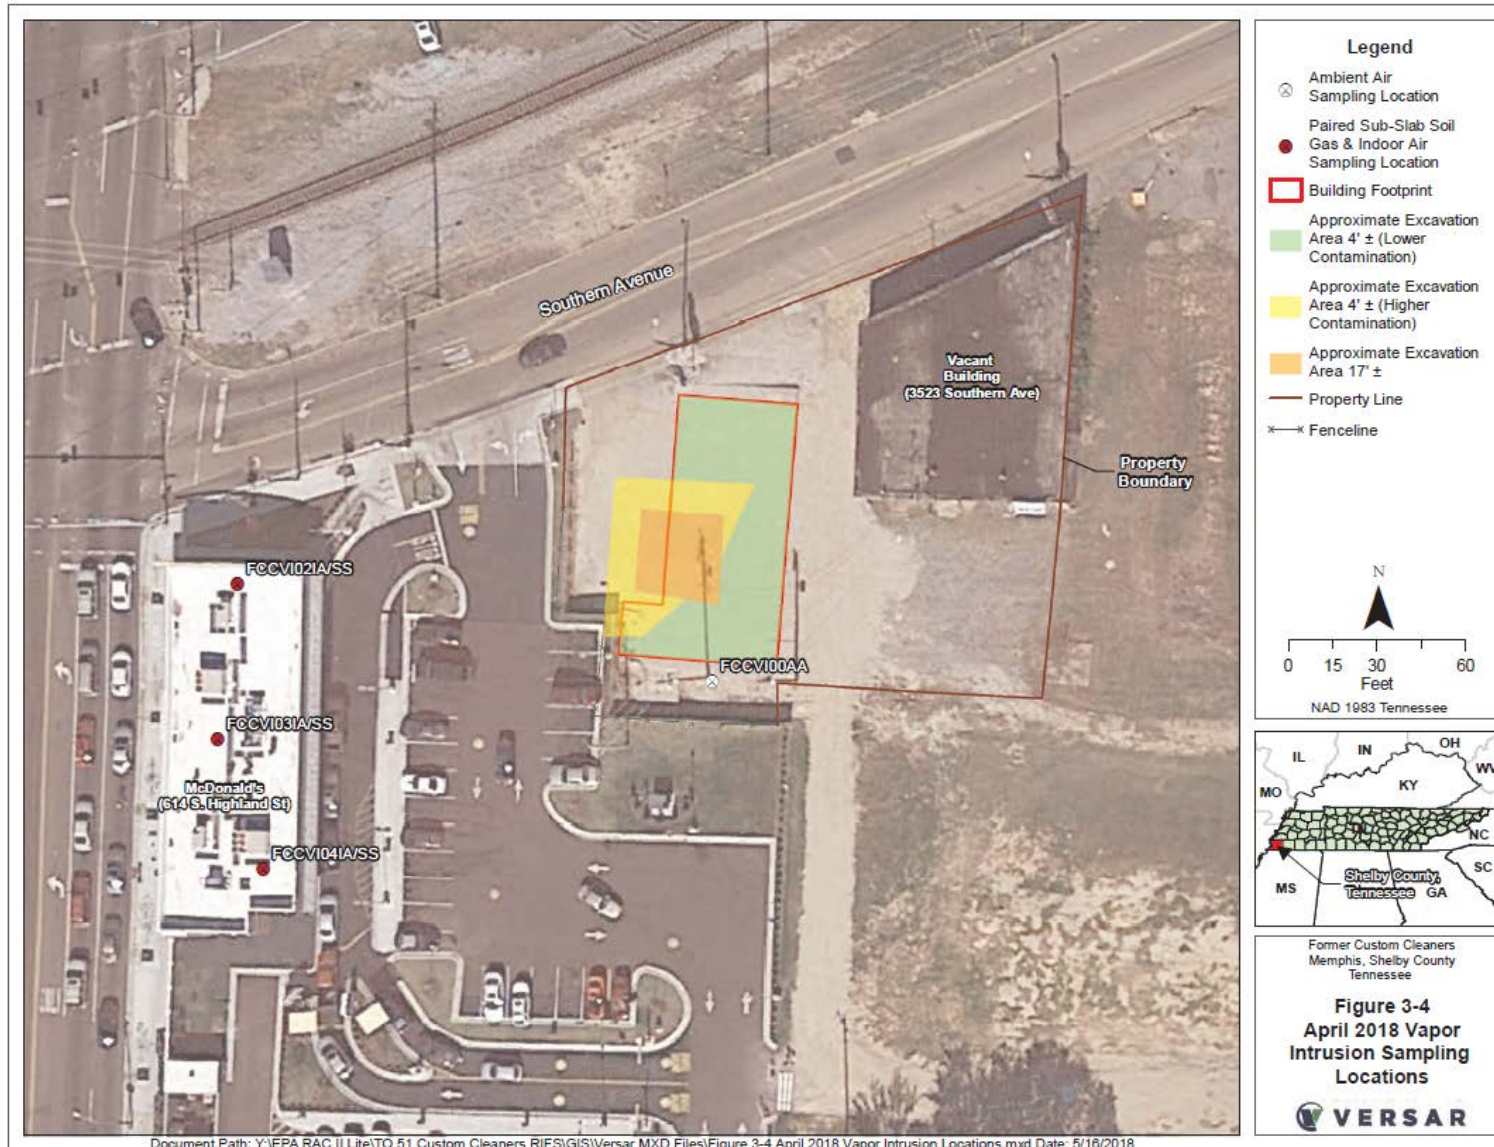 Southern Avenue
Vacant
Building
(3523 Southern Ave)
Property
Boundary
FCCVI02IA/SS
FCCVI00AA
FCCVI03IA/SS
McDonald's
(614 S. Highland St)
FCCVI04IA/SS
Legend
Ambient Air
Sampling Location
Paired Sub-Slab Soil
Gas & Indoor Air
Sampling Location
Building Footprint
Approximate Excavation
Area 4' ± (Lower
Contamination)
Approximate Excavation
Area 4' ± (Higher
Contamination)
Approximate Excavation
Area 17' ±
Property Line
Fenceline
N
0 15 30 60
Feet
NAD 1983 Tennessee
IL IN OH
WV
MO KY
NC
SC
MS GA
Shelby County,
Tennessee
Former Custom Cleaners
Memphis, Shelby County
Tennessee
Figure 3-4
April 2018 Vapor
Intrusion Sampling
Locations
VERSAR
Document Path: Y:\EPA RAC II Lite\TO 51 Custom Cleaners RIFS\GIS\Versar MXD Files\Figure 3-4 April 2018 Vapor Intrusion Locations.mxd Date: 5/16/2018